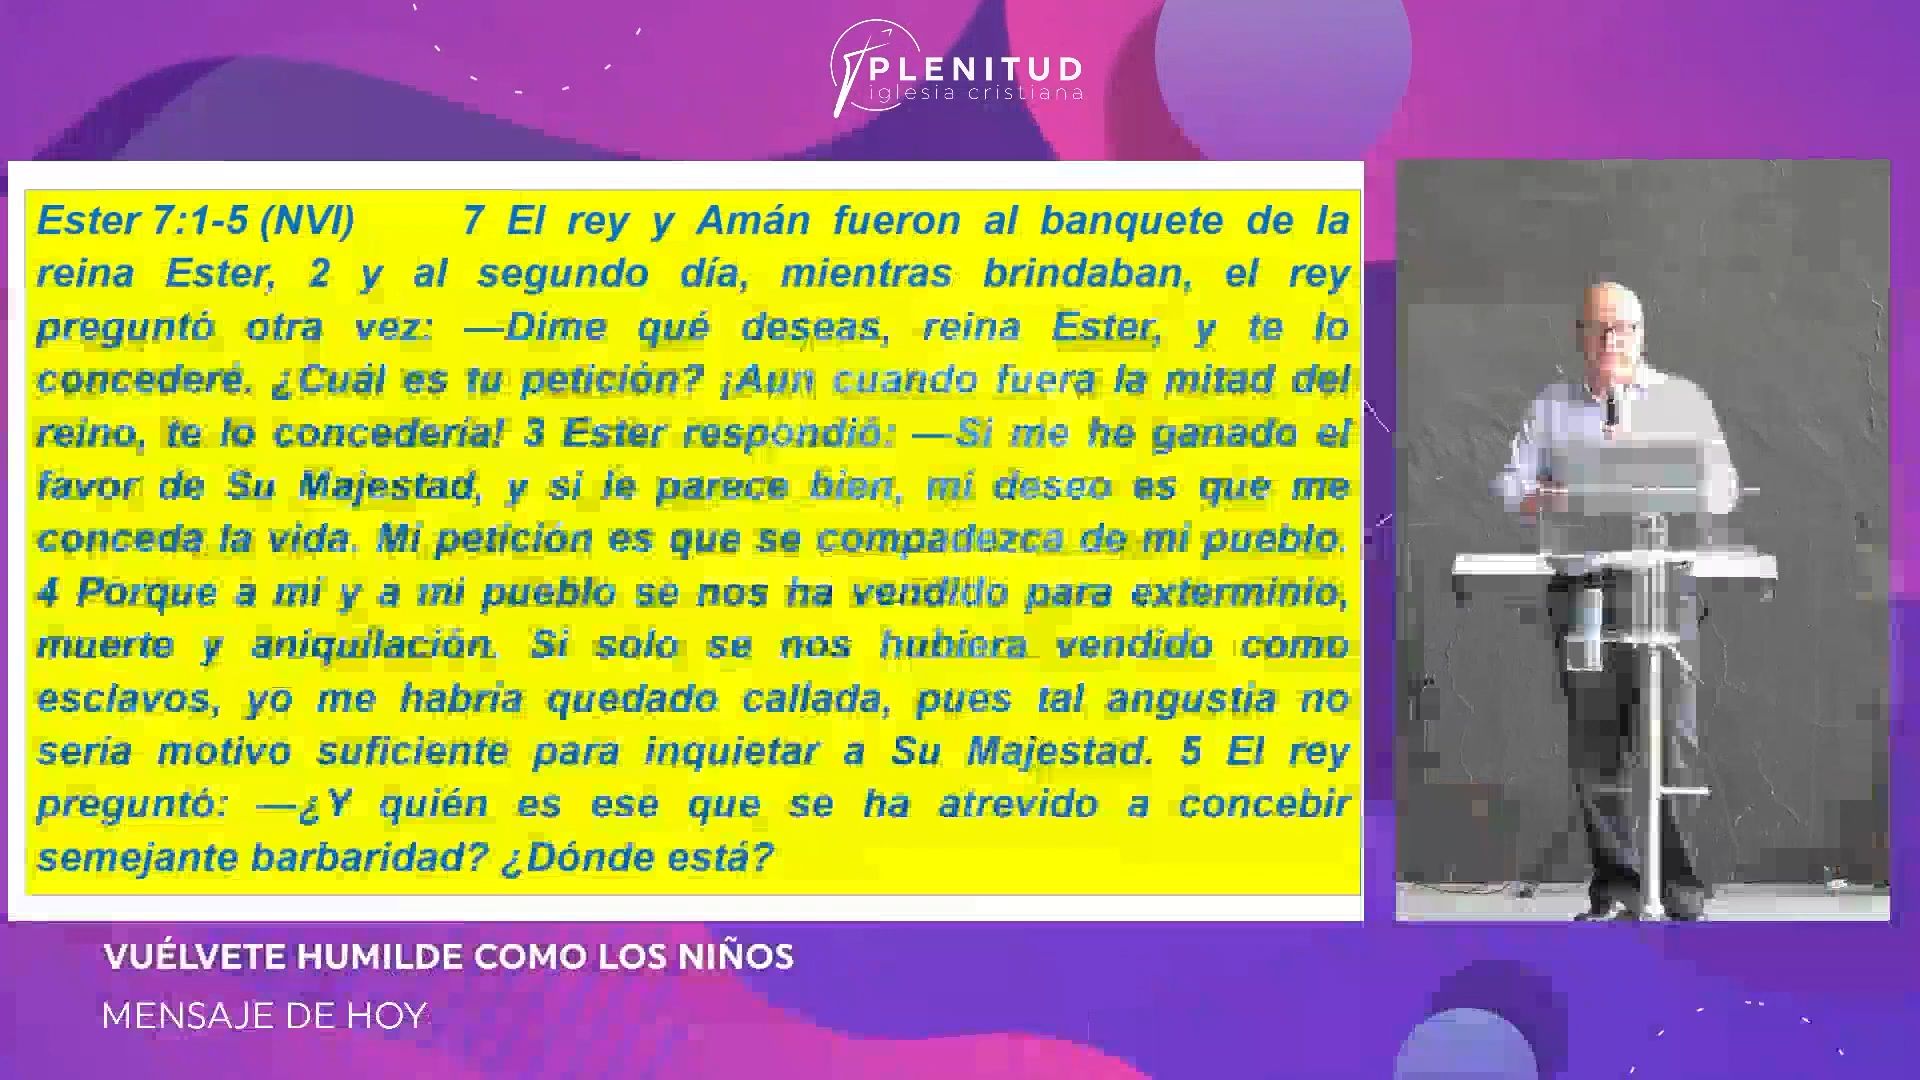 PLENITUD
iglesia cristiana
Ester 7:1-5 (NVI) 7 El rey y Amán fueron al banquete de la
reina Ester, 2 y al segundo día, mientras brindaban, el rey
preguntó otra vez: —Dime qué deseas, reina Ester, y te lo
concederé. ¿Cuál es tu petición? ¡Aun cuando fuera la mitad del
reino, te lo concedería! 3 Ester respondió: —Si me he ganado el
favor de Su Majestad, y si le parece bien, mi deseo es que me
conceda la vida. Mi petición es que se compadezca de mi pueblo.
4 Porque a mí y a mi pueblo se nos ha vendido para exterminio,
muerte y aniquilación. Si solo se nos hubiera vendido como
esclavos, yo me habría quedado callada, pues tal angustia no
sería motivo suficiente para inquietar a Su Majestad. 5 El rey
preguntó: —¿Y quién es ese que se ha atrevido a concebir
semejante barbaridad? ¿Dónde está?
VUÉLVETE HUMILDE COMO LOS NIÑOS
MENSAJE DE HOY